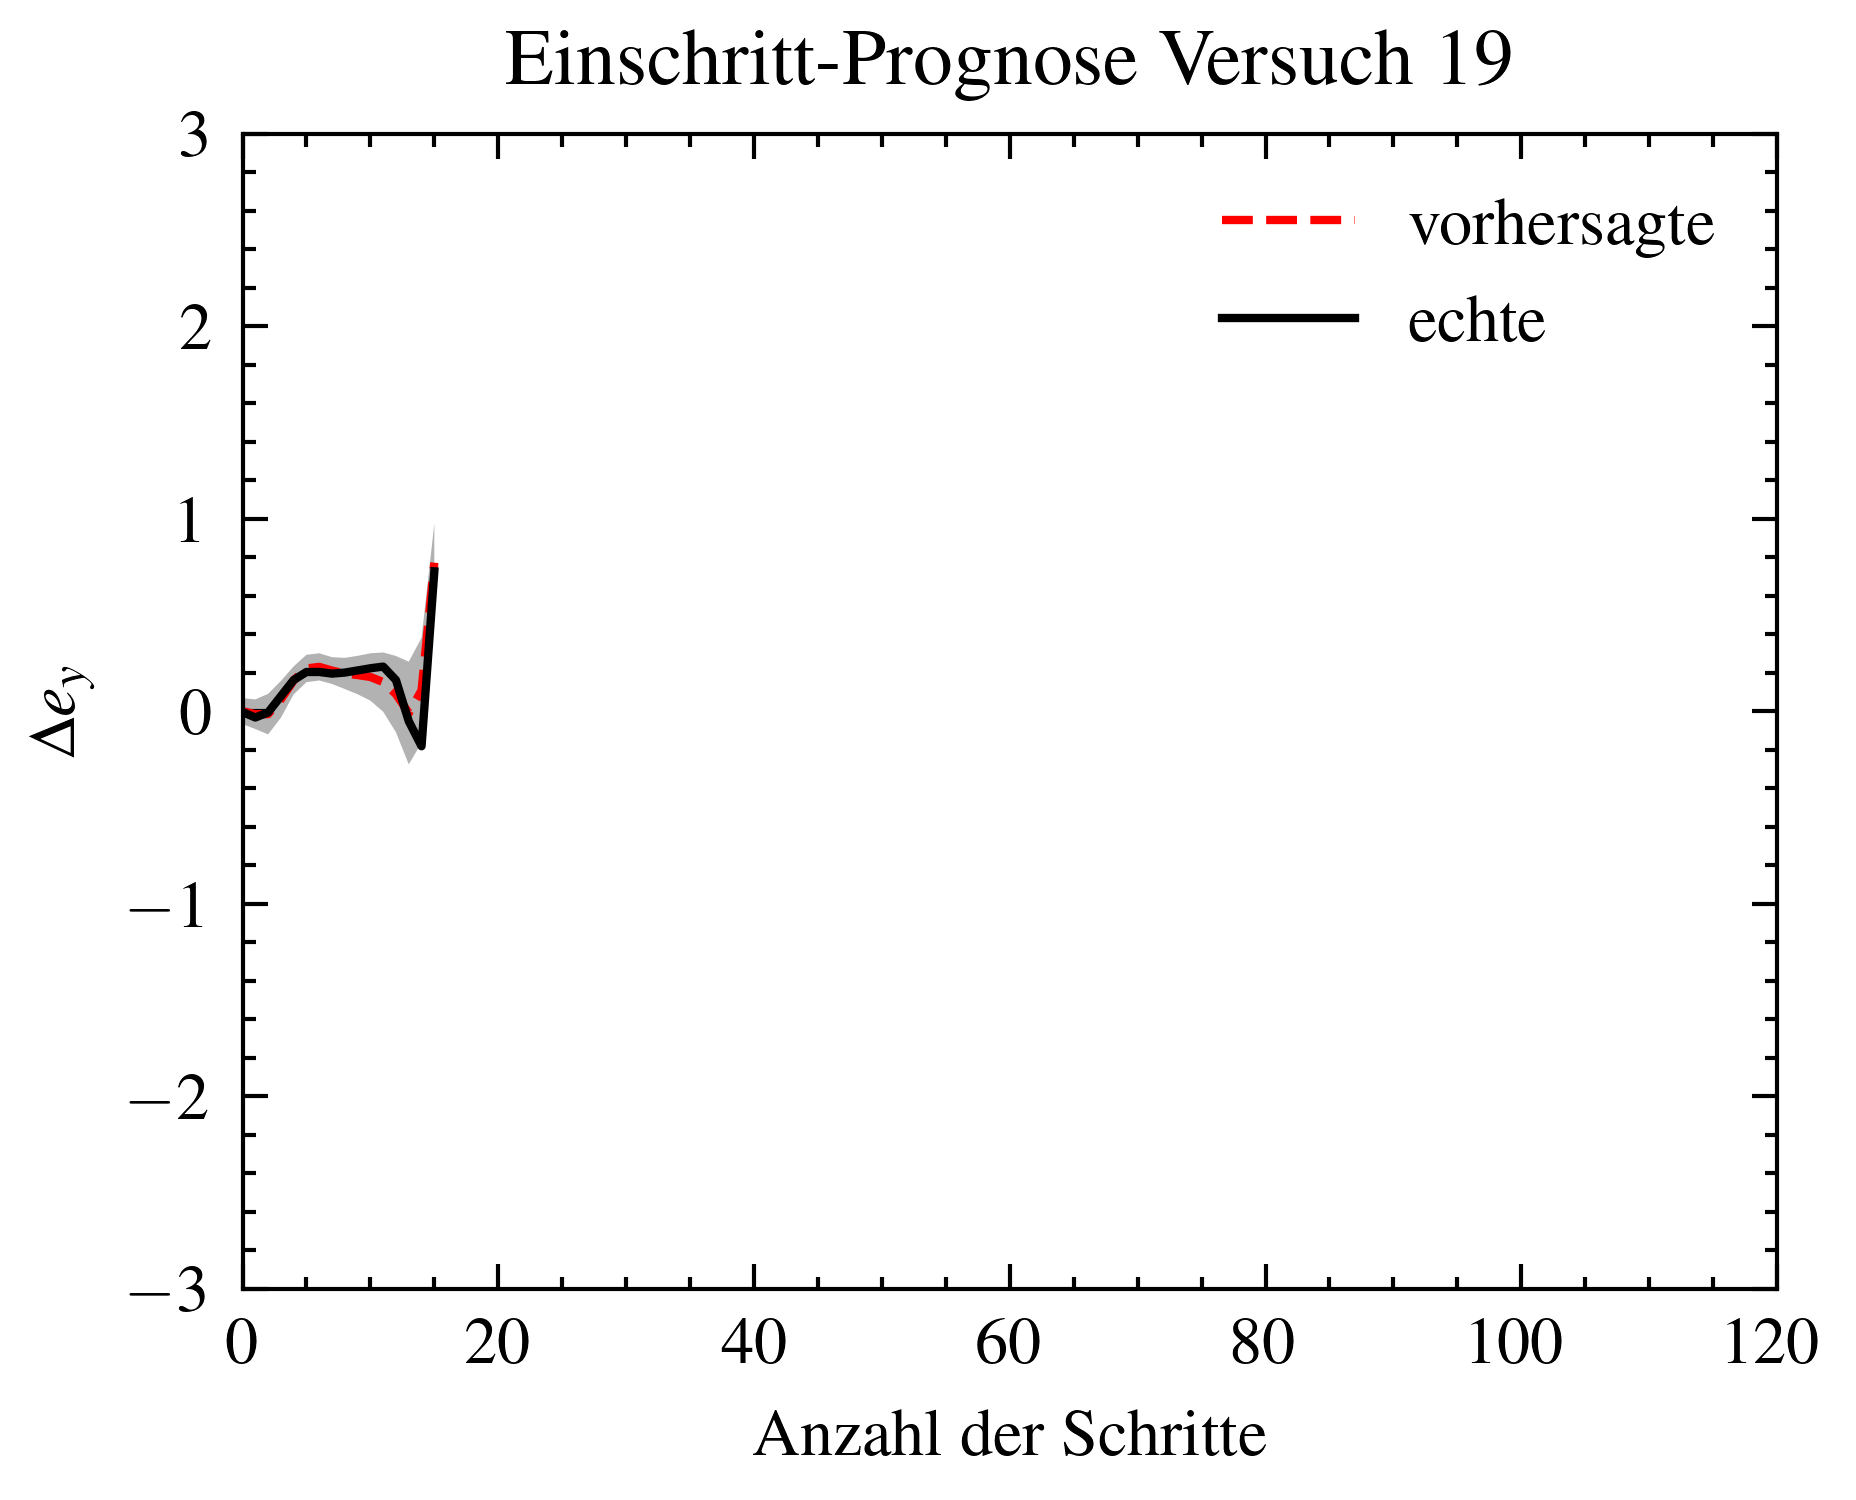 Einschritt-Prognose Versuch 19
3
2
1
0
−1
−2
−3
Δe_y
vorhersagte
echte
0 20 40 60 80 100 120
Anzahl der Schritte